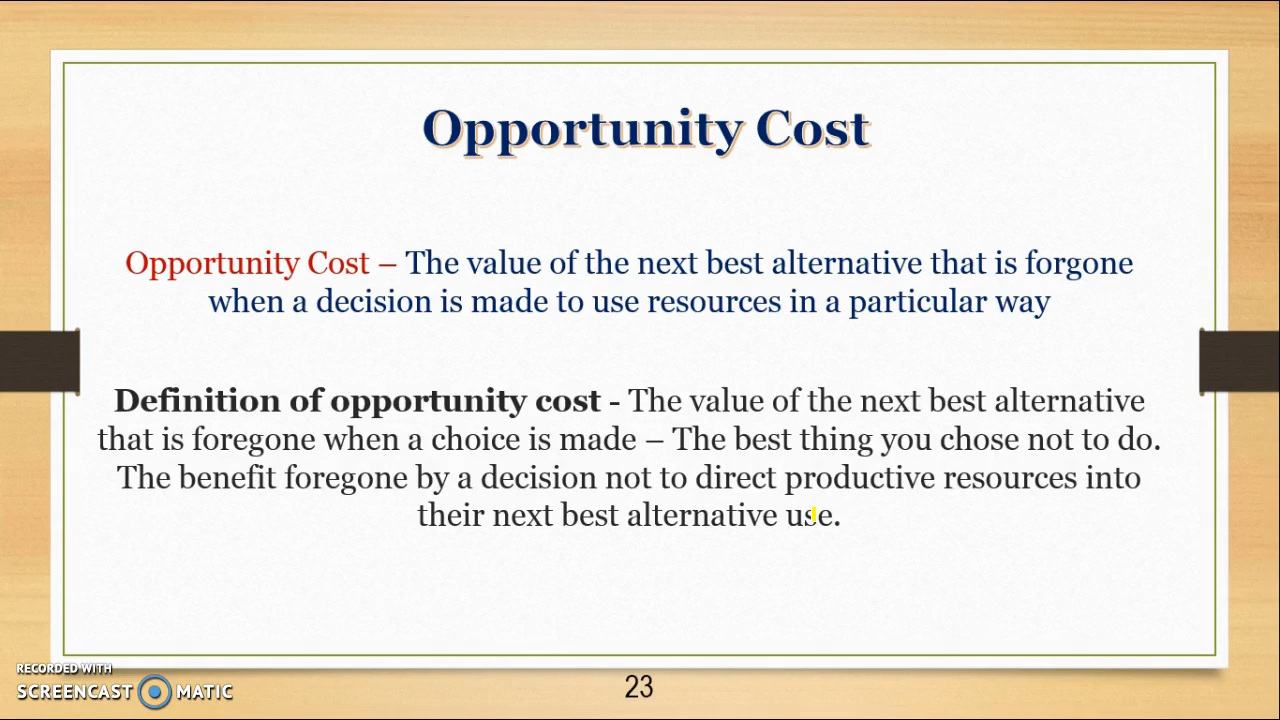 Opportunity Cost
Opportunity Cost – The value of the next best alternative that is forgone
when a decision is made to use resources in a particular way
Definition of opportunity cost - The value of the next best alternative
that is foregone when a choice is made – The best thing you chose not to do.
The benefit foregone by a decision not to direct productive resources into
their next best alternative use.
RECORDED WITH
SCREENCAST MATIC
23